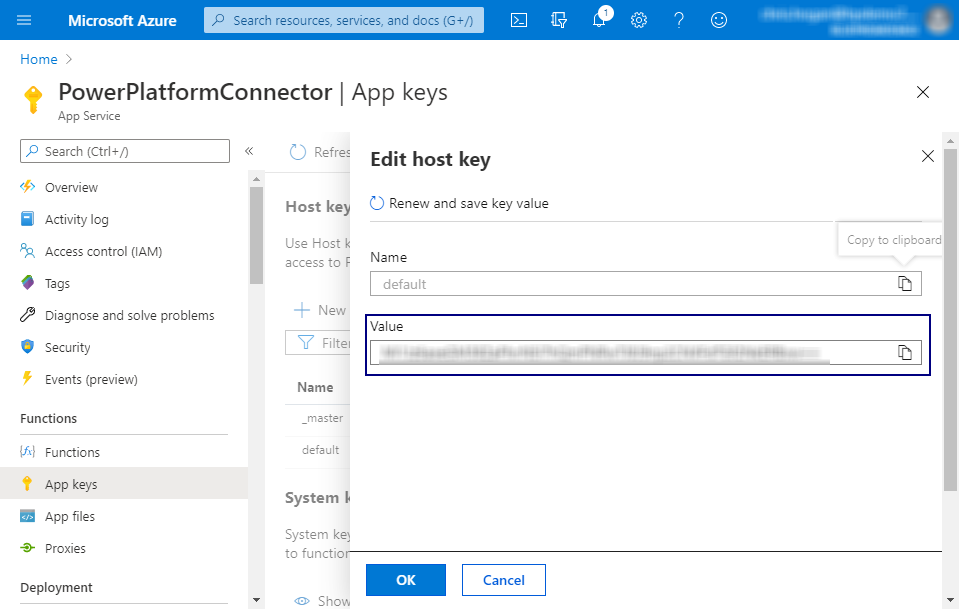 Microsoft Azure
Search resources, services, and docs (G+/)
1
Home
PowerPlatformConnector | App keys
App Service
Search (Ctrl+/)
«
Overview
Activity log
Access control (IAM)
Tags
Diagnose and solve problems
Security
Events (preview)
Functions
Functions
App keys
App files
Proxies
Deployment
Refres
Host key
Use Host k
access to F
New
Filter
Name
_master
default
System k
System key
to function
Show
Edit host key
Renew and save key value
Copy to clipboard
Name
default
Value
OK
Cancel